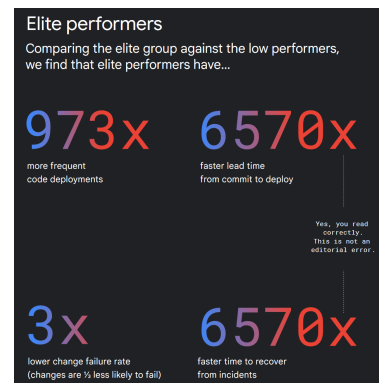 Elite performers
Comparing the elite group against the low performers,
we find that elite performers have...
973x
more frequent
code deployments
6570x
faster lead time
from commit to deploy
Yes, you read
correctly.
This is not an
editorial error.
3x
lower change failure rate
(changes are ⅓ less likely to fail)
6570x
faster time to recover
from incidents